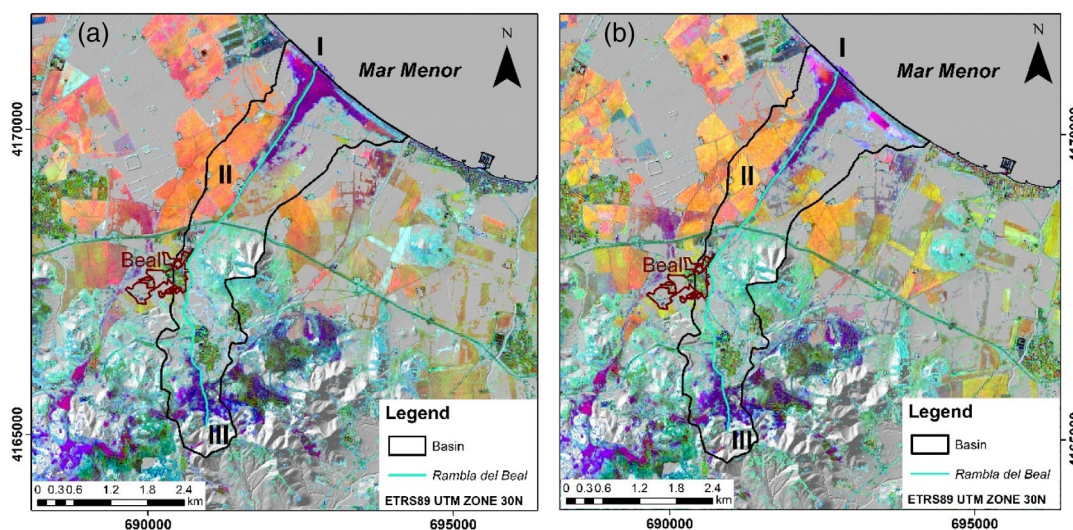 (a)
I
N
Mar Menor
4170000
II
Beal
III
4165000
Legend
Basin
Rambla del Beal
ETRS89 UTM ZONE 30N
0 0.30.6 1.2 1.8 2.4
km
690000
695000
(b)
I
N
Mar Menor
4170000
II
Beal
III
4165000
Legend
Basin
Rambla del Beal
ETRS89 UTM ZONE 30N
0 0.30.6 1.2 1.8 2.4
km
690000
695000